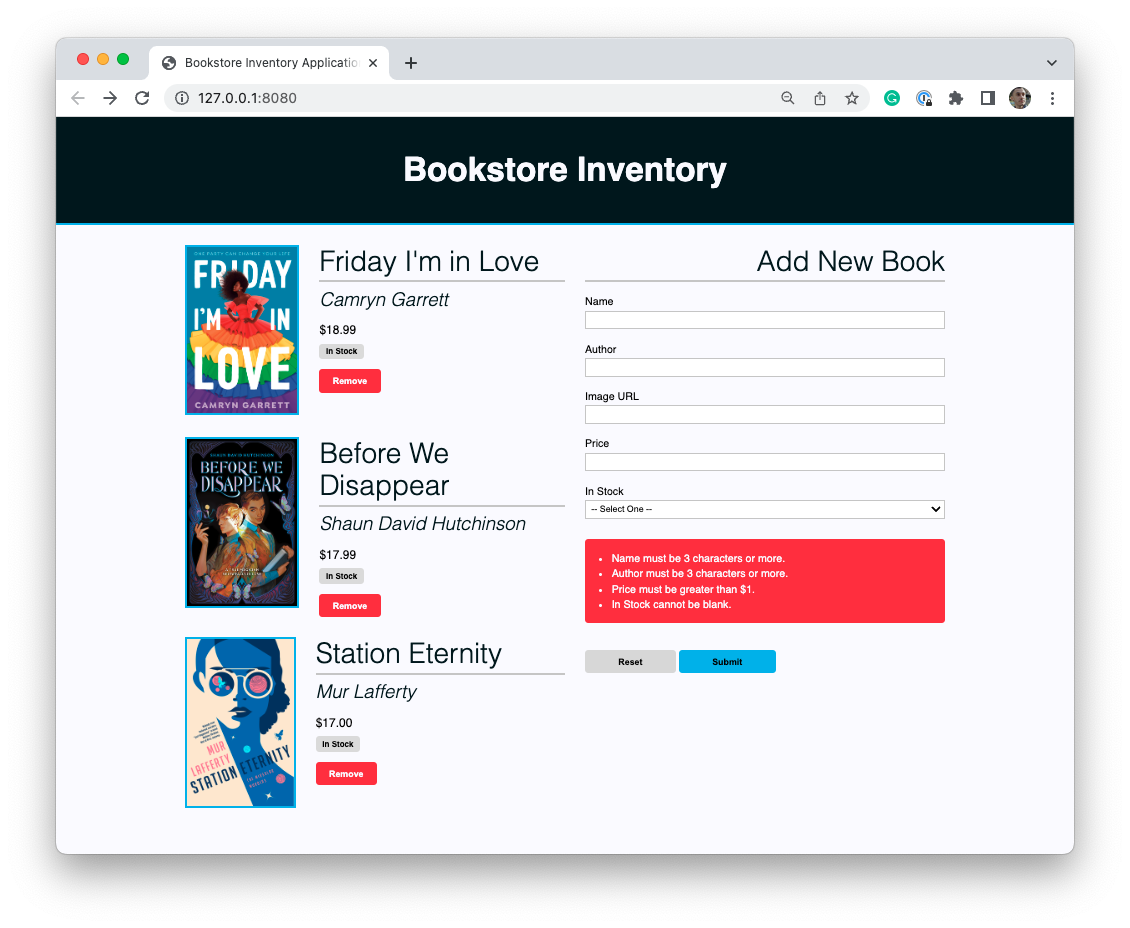 Bookstore Inventory Applicatio
127.0.0.1:8080
Bookstore Inventory
ONE PARTY CAN CHANGE YOUR LIFE
FRIDAY
I'M IN
LOVE
CAMRYN GARRETT
Friday I'm in Love
Camryn Garrett
$18.99
In Stock
Remove
SHAUN DAVID HUTCHINSON
BEFORE WE
DISAPPEAR
Before We
Disappear
Shaun David Hutchinson
$17.99
In Stock
Remove
MUR
LAFFERTY
STATION ETERNITY
THE MIDSOLAR
MURDERS
Station Eternity
Mur Lafferty
$17.00
In Stock
Remove
Add New Book
Name
Author
Image URL
Price
In Stock
-- Select One --
Name must be 3 characters or more.
Author must be 3 characters or more.
Price must be greater than $1.
In Stock cannot be blank.
Reset
Submit